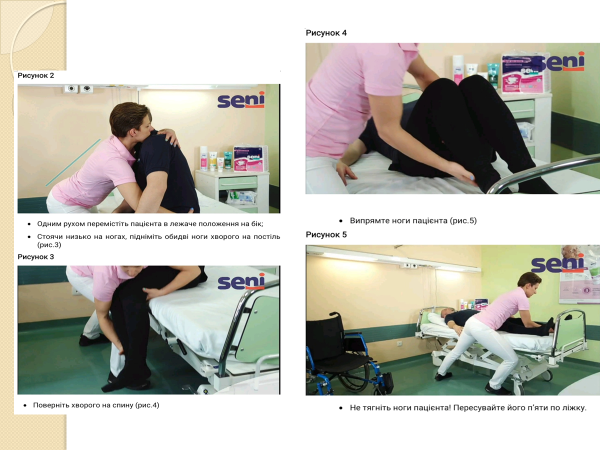 Рисунок 2
seni
• Одним рухом перемістіть пацієнта в лежаче положення на бік;
• Стоячи низько на ногах, підніміть обидві ноги хворого на постіль
(рис.3)
Рисунок 3
seni
• Поверніть хворого на спину (рис.4)
Рисунок 4
seni
• Випрямте ноги пацієнта (рис.5)
Рисунок 5
seni
• Не тягніть ноги пацієнта! Пересувайте його п'яти по ліжку.